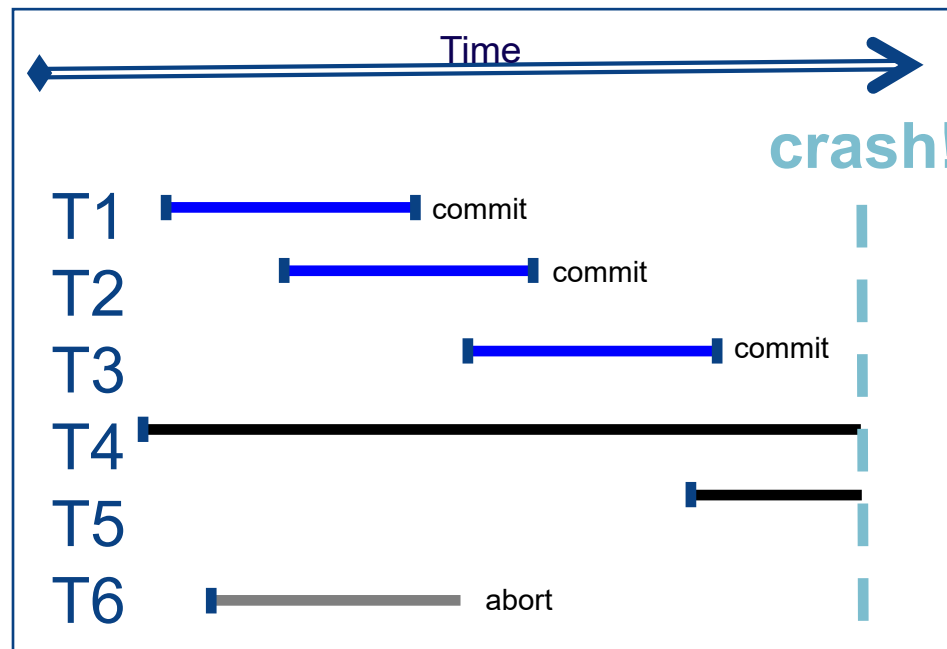 Time
crash!
T1
commit
T2
commit
T3
commit
T4
T5
T6
abort